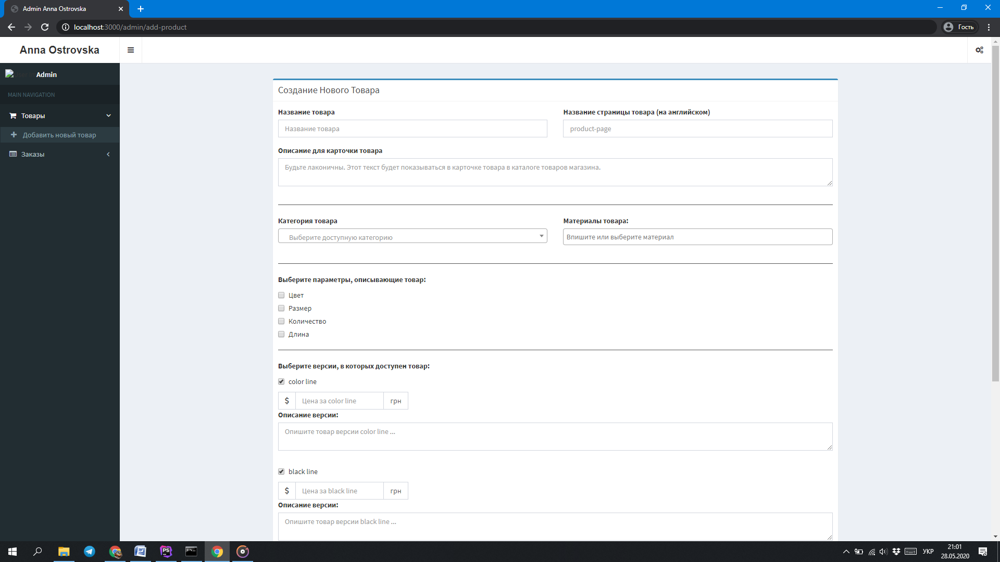 Admin Anna Ostrovska
localhost:3000/admin/add-product
Гость
Anna Ostrovska
Admin
MAIN NAVIGATION
Товары
Добавить новый товар
Заказы
Создание Нового Товара
Название товара
Название страницы товара (на английском)
Название товара
product-page
Описание для карточки товара
Будьте лаконичны. Этот текст будет показываться в карточке товара в каталоге товаров магазина.
Категория товара
Материалы товара:
Выберите доступную категорию
Впишите или выберите материал
Выберите параметры, описывающие товар:
Цвет
Размер
Количество
Длина
Выберите версии, в которых доступен товар:
color line
$ Цена за color line грн
Описание версии:
Опишите товар версии color line ...
black line
$ Цена за black line грн
Описание версии:
Опишите товар версии black line ...
УКР
21:01
28.05.2020